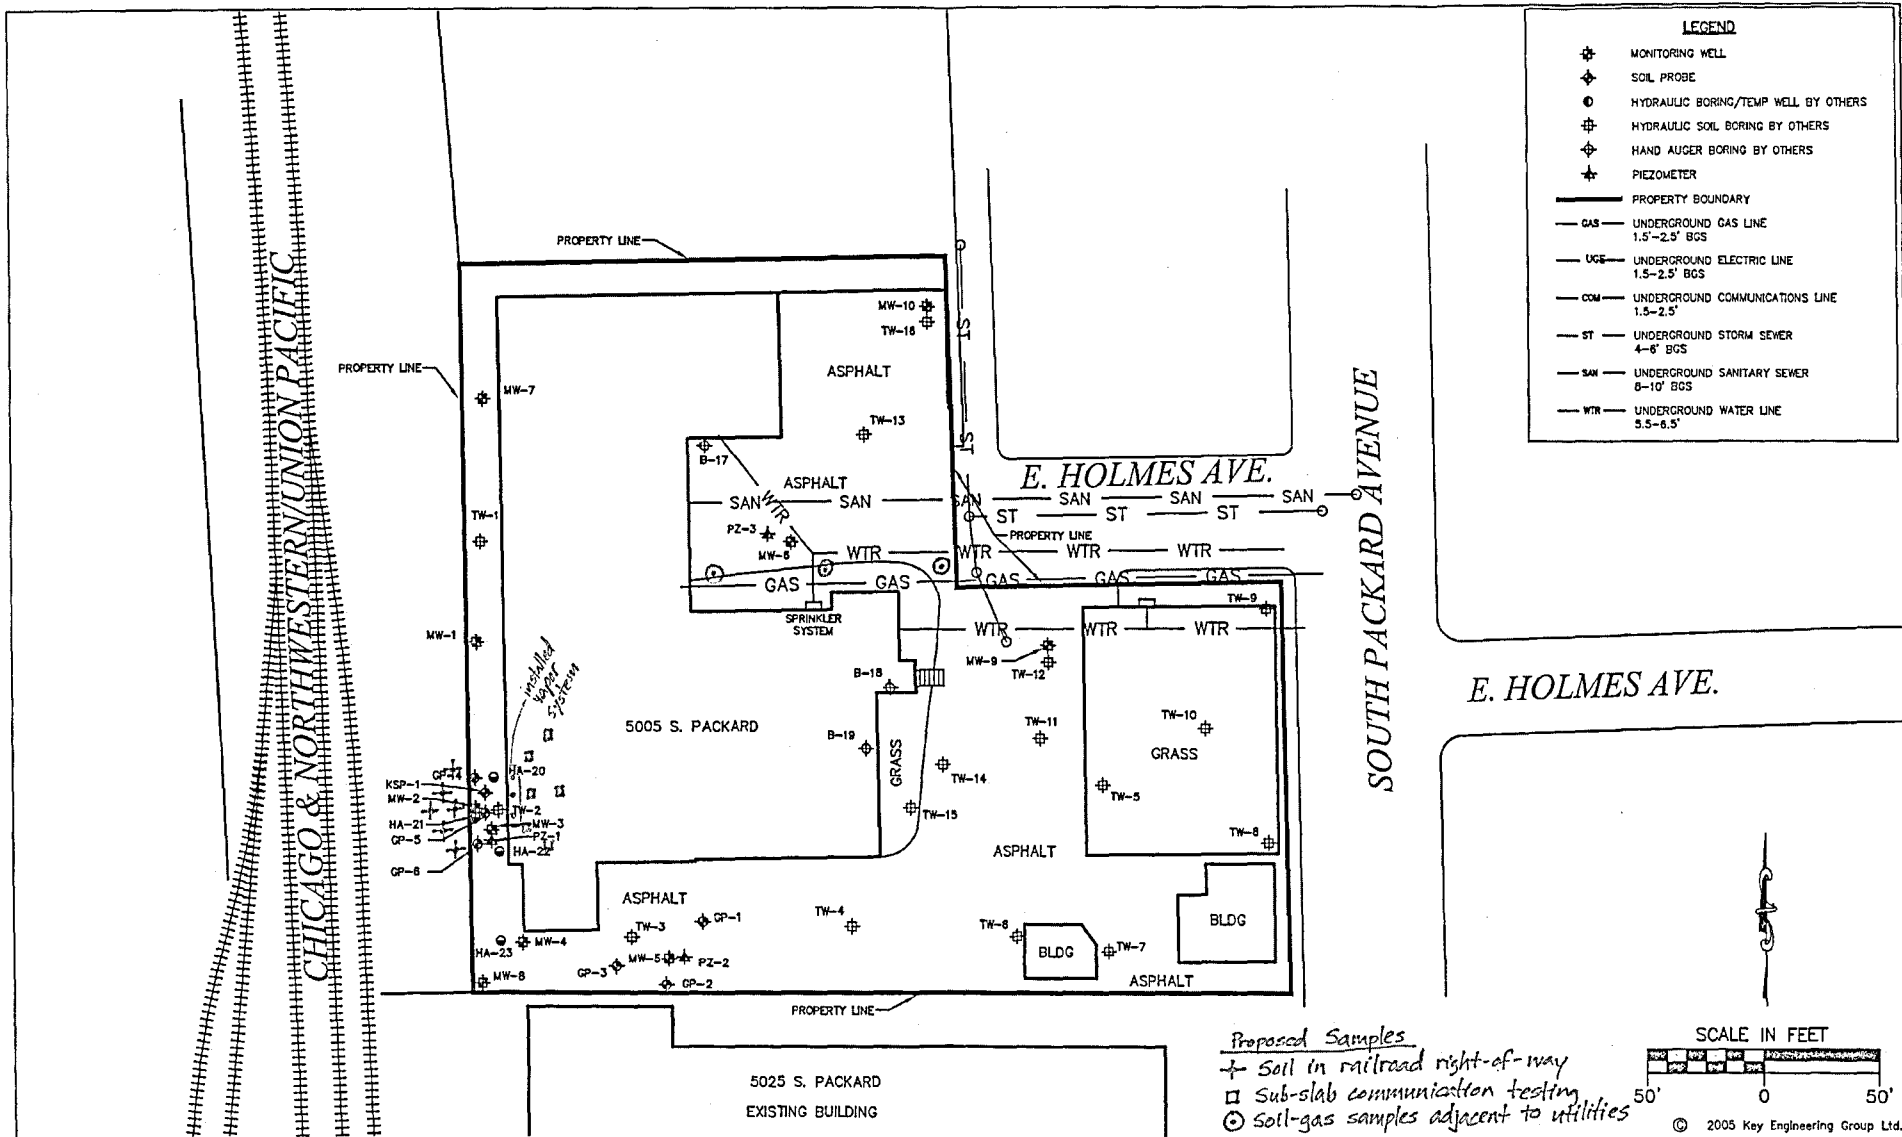 LEGEND
MONITORING WELL
SOIL PROBE
HYDRAULIC BORING/TEMP WELL BY OTHERS
HYDRAULIC SOIL BORING BY OTHERS
HAND AUGER BORING BY OTHERS
PIEZOMETER
PROPERTY BOUNDARY
GAS UNDERGROUND GAS LINE
1.5'-2.5' BGS
UGE UNDERGROUND ELECTRIC LINE
1.5-2.5' BGS
COM UNDERGROUND COMMUNICATIONS LINE
1.5-2.5'
ST UNDERGROUND STORM SEWER
4-6' BGS
SAN UNDERGROUND SANITARY SEWER
8-10' BGS
WTR UNDERGROUND WATER LINE
5.5-6.5'
CHICAGO & NORTHWESTERN/UNION PACIFIC
PROPERTY LINE
MW-10
TW-16
ST
ASPHALT
PROPERTY LINE
MW-7
TW-13
ST
B-17
E. HOLMES AVE.
ASPHALT
SAN WTR SAN SAN SAN SAN SAN
TW-1
ST ST ST
PZ-3
MW-6
PROPERTY LINE
WTR WTR WTR WTR
GAS GAS GAS GAS GAS
SOUTH PACKARD AVENUE
TW-9
SPRINKLER
SYSTEM
WTR WTR WTR
MW-1
MW-9
TW-12
installed
vapor
system
B-18
E. HOLMES AVE.
5005 S. PACKARD
TW-11
TW-10
B-19
GRASS
GRASS
TW-14
GP-14
HA-20
KSP-1
TW-5
MW-2
TW-2
TW-15
HA-21
MW-3
GP-5
PZ-1
TW-8
HA-22
ASPHALT
GP-6
ASPHALT
GP-1
TW-4
TW-3
TW-6
BLDG
HA-23
MW-4
MW-5
PZ-2
BLDG
TW-7
GP-3
MW-8
GP-2
ASPHALT
PROPERTY LINE
5025 S. PACKARD
EXISTING BUILDING
Proposed Samples
Soil in railroad right-of-way
Sub-slab communication testing
Soil-gas samples adjacent to utilities
SCALE IN FEET
50' 0 50'
© 2005 Key Engineering Group Ltd.